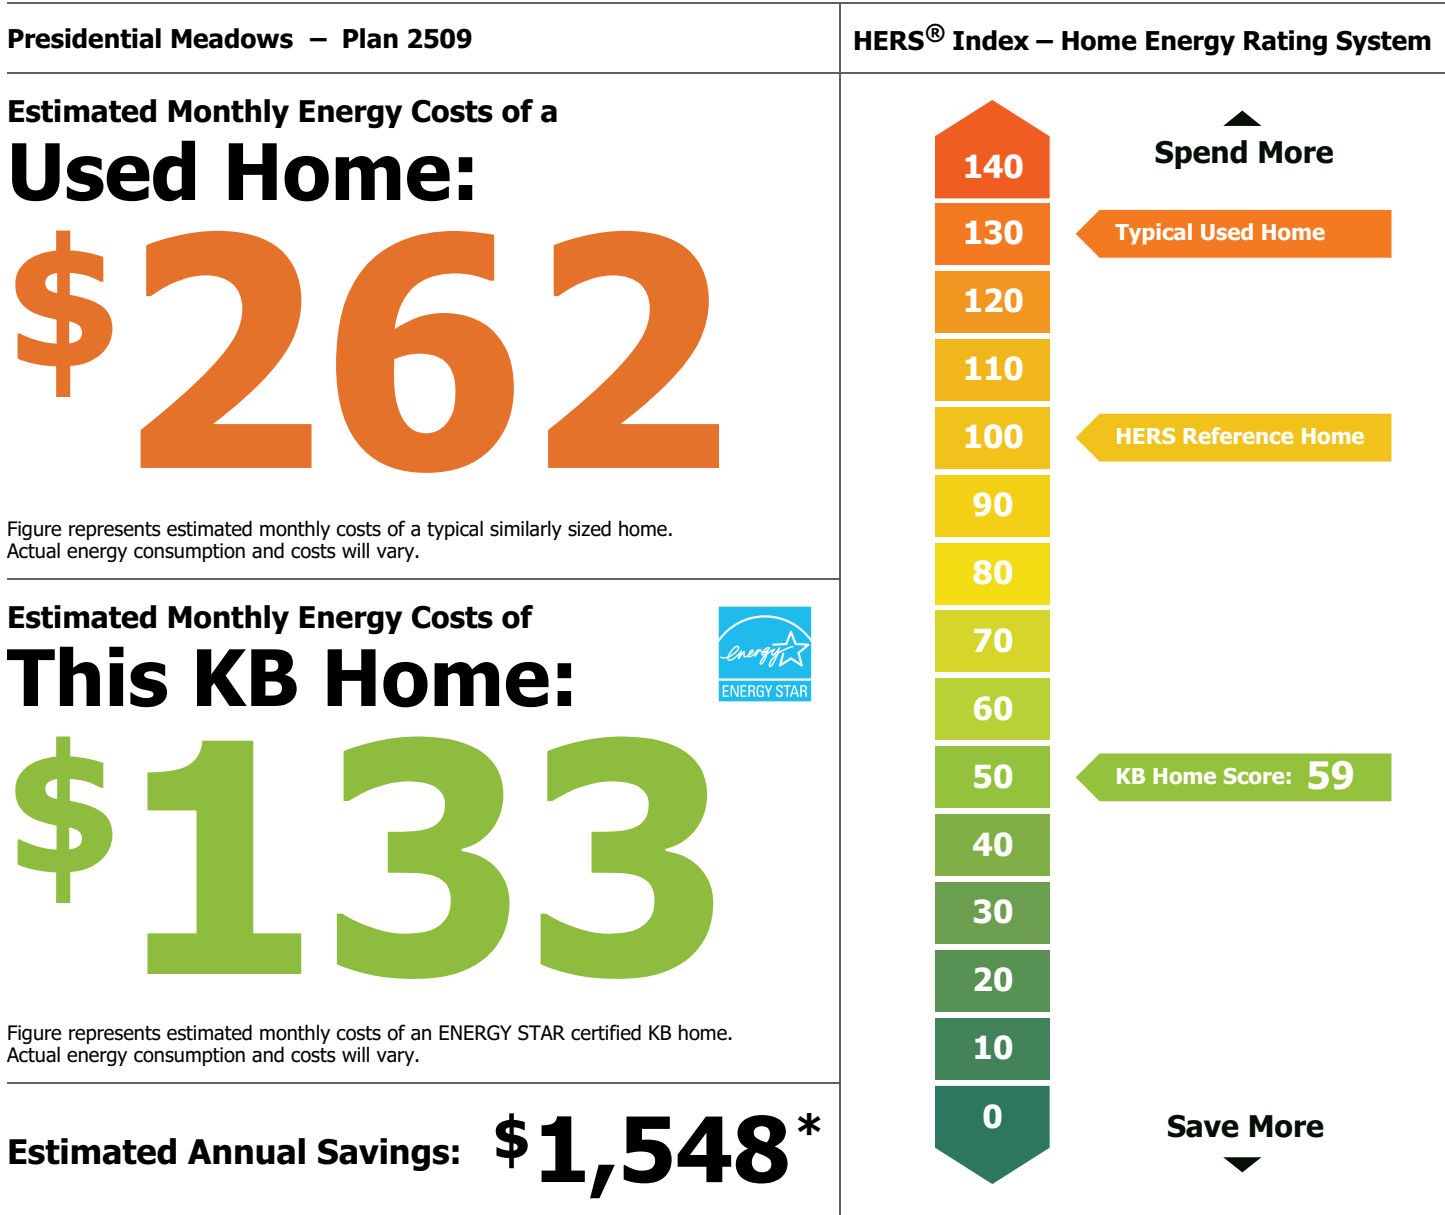 Presidential Meadows – Plan 2509
Estimated Monthly Energy Costs of a
Used Home:
$262
Figure represents estimated monthly costs of a typical similarly sized home.
Actual energy consumption and costs will vary.
Estimated Monthly Energy Costs of
This KB Home:
energy
ENERGY STAR
$133
Figure represents estimated monthly costs of an ENERGY STAR certified KB home.
Actual energy consumption and costs will vary.
Estimated Annual Savings: $1,548*
HERS® Index – Home Energy Rating System
Spend More
140
130 Typical Used Home
120
110
100 HERS Reference Home
90
80
70
60
50 KB Home Score: 59
40
30
20
10
0
Save More